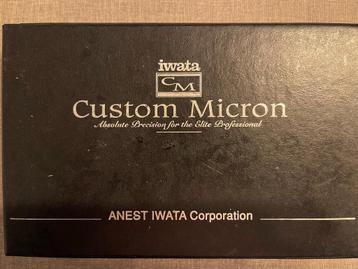 iwata
CM
Custom Micron
Absolute Precision for the Elite Professional
ANEST IWATA Corporation